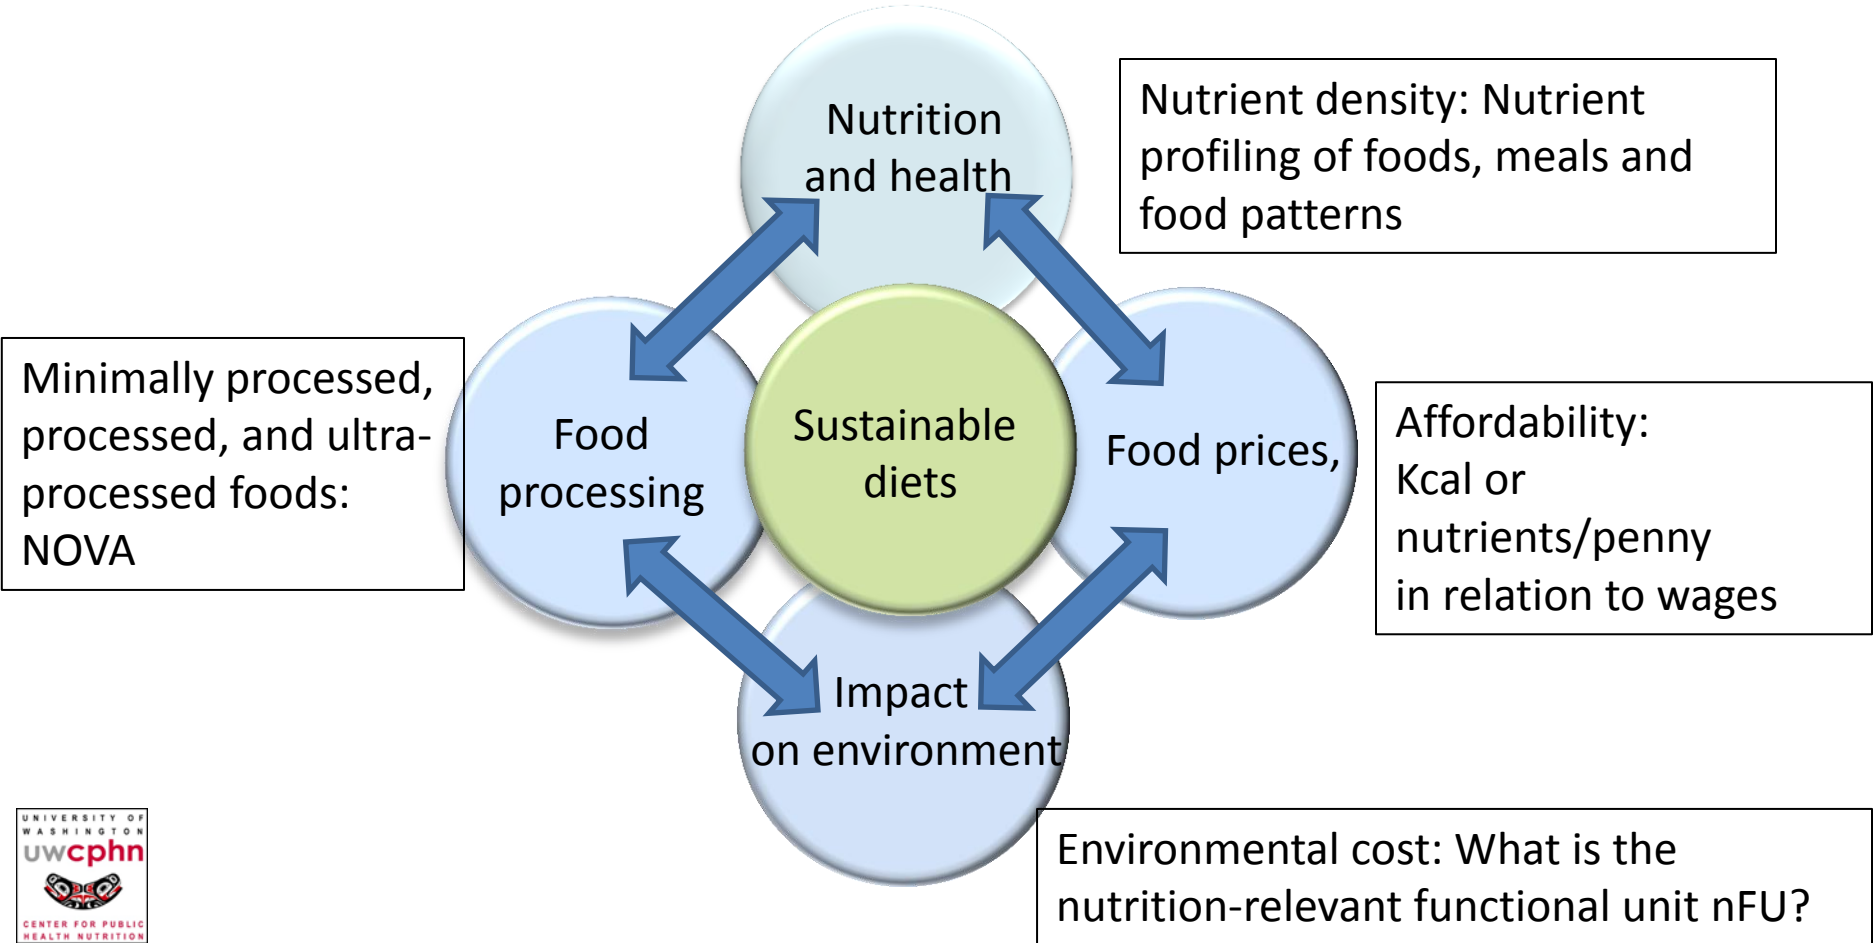 Nutrition
and health
Nutrient density: Nutrient
profiling of foods, meals and
food patterns
Minimally processed,
processed, and ultra-
processed foods:
NOVA
Food
processing
Sustainable
diets
Food prices,
Affordability:
Kcal or
nutrients/penny
in relation to wages
Impact
on environment
Environmental cost: What is the
nutrition-relevant functional unit nFU?
UNIVERSITY OF
WASHINGTON
uwcphn
CENTER FOR PUBLIC
HEALTH NUTRITION